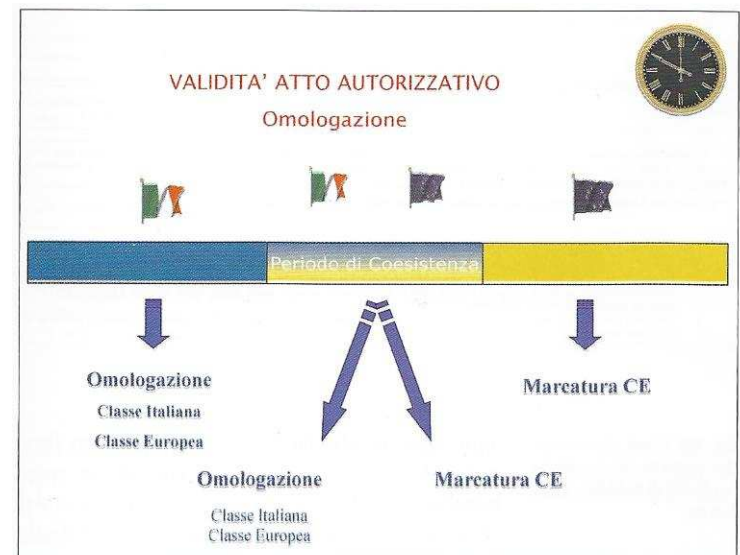 VALIDITA' ATTO AUTORIZZATIVO
Omologazione
Periodo di Coesistenza
Omologazione
Classe Italiana
Classe Europea
Marcatura CE
Omologazione
Classe Italiana
Classe Europea
Marcatura CE